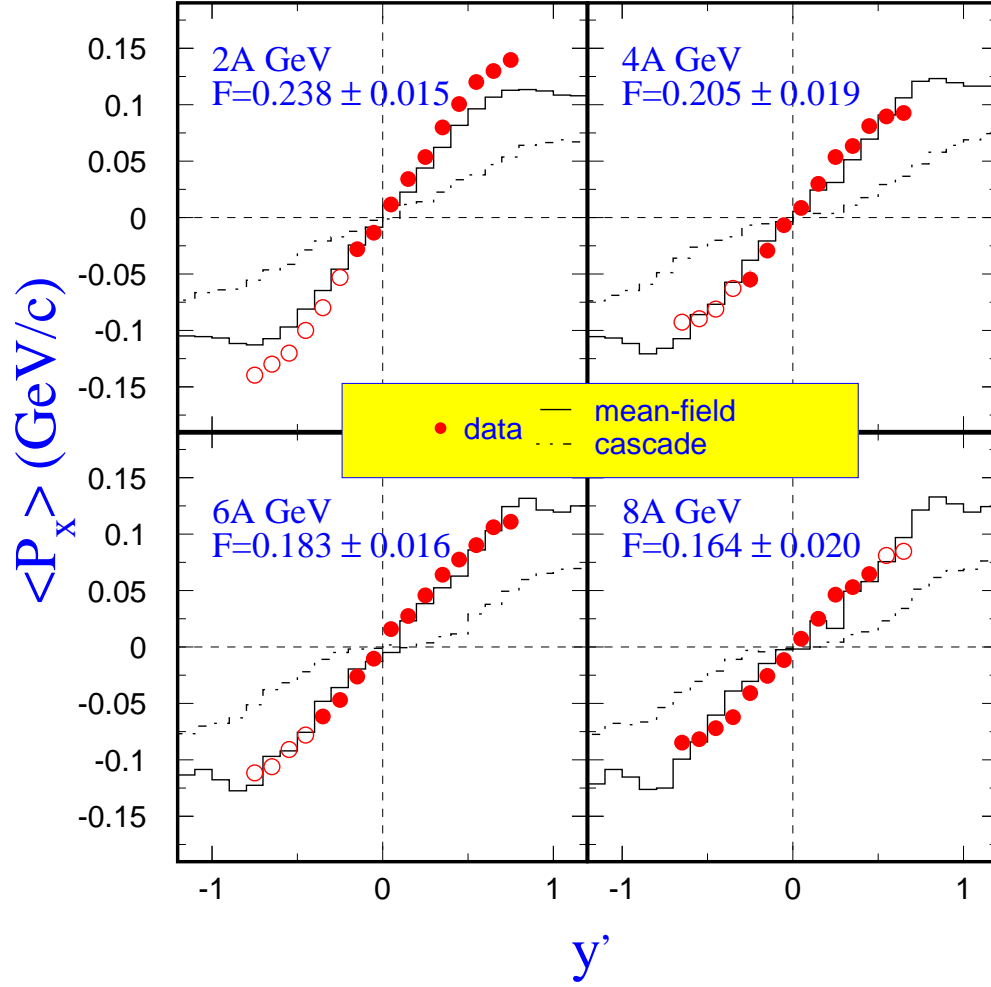 <P_x> (GeV/c)
0.15
0.1
0.05
0
-0.05
-0.1
-0.15
2A GeV
F=0.238 ± 0.015
4A GeV
F=0.205 ± 0.019
data
mean-field
cascade
0.15
0.1
0.05
0
-0.05
-0.1
-0.15
6A GeV
F=0.183 ± 0.016
8A GeV
F=0.164 ± 0.020
-1
0
1
-1
0
1
y’